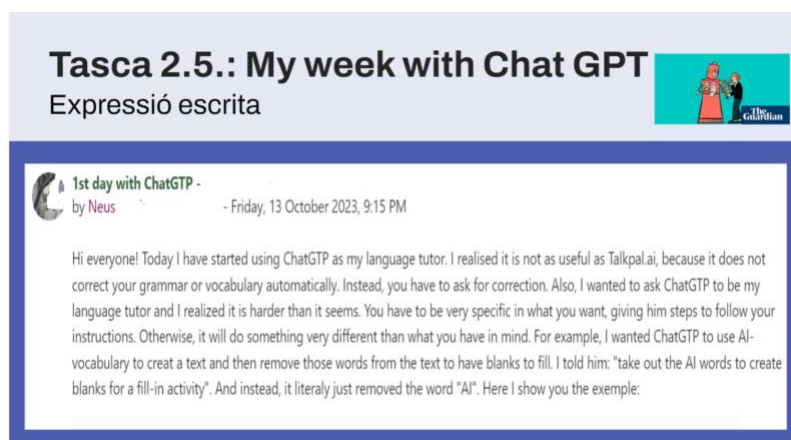 Tasca 2.5.: My week with Chat GPT
Expressió escrita
The
Guardian
1st day with ChatGTP -
by Neus - Friday, 13 October 2023, 9:15 PM
Hi everyone! Today I have started using ChatGTP as my language tutor. I realised it is not as useful as Talkpal.ai, because it does not
correct your grammar or vocabulary automatically. Instead, you have to ask for correction. Also, I wanted to ask ChatGTP to be my
language tutor and I realized it is harder than it seems. You have to be very specific in what you want, giving him steps to follow your
instructions. Otherwise, it will do something very different than what you have in mind. For example, I wanted ChatGTP to use AI-
vocabulary to creat a text and then remove those words from the text to have blanks to fill. I told him: "take out the AI words to create
blanks for a fill-in activity". And instead, it literaly just removed the word "AI". Here I show you the exemple: